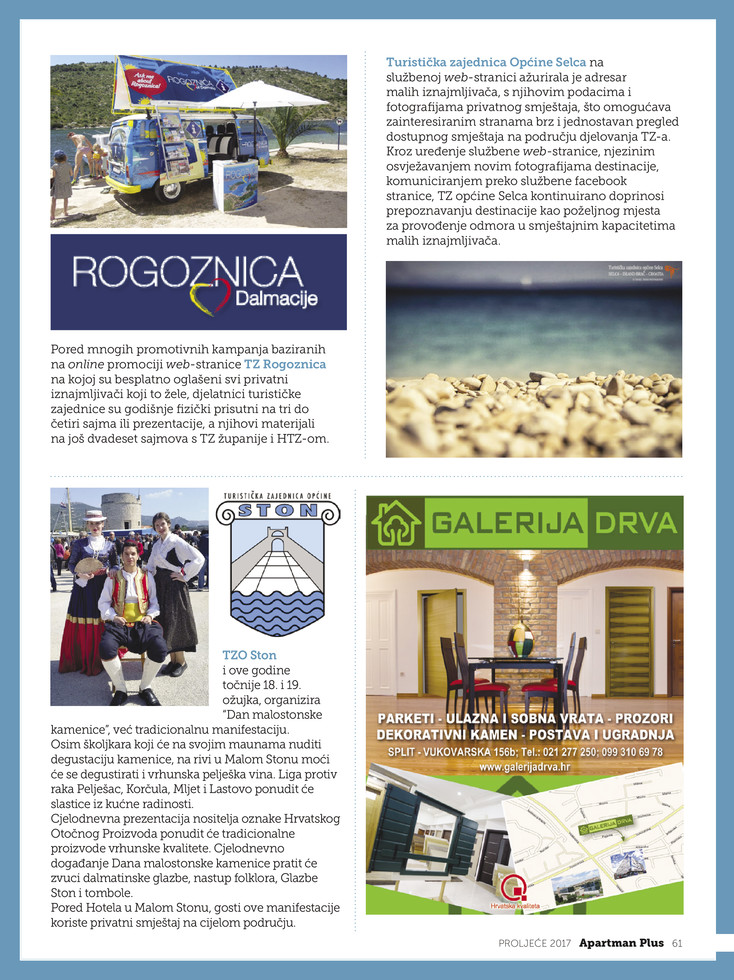 Ask me about Rogoznica!
ROGOZNICA
ROGOZNICA
Dalmacije
Pored mnogih promotivnih kampanja baziranih
na online promociji web-stranice TZ Rogoznica
na kojoj su besplatno oglašeni svi privatni
iznajmljivači koji to žele, djelatnici turističke
zajednice su godišnje fizički prisutni na tri do
četiri sajma ili prezentacije, a njihovi materijali
na još dvadeset sajmova s TZ županije i HTZ-om.
Turistička zajednica Općine Selca na
službenoj web-stranici ažurirala je adresar
malih iznajmljivača, s njihovim podacima i
fotografijama privatnog smještaja, što omogućava
zainteresiranim stranama brz i jednostavan pregled
dostupnog smještaja na području djelovanja TZ-a.
Kroz uređenje službene web-stranice, njezinim
osvježavanjem novim fotografijama destinacije,
komuniciranjem preko službene facebook
stranice, TZ općine Selca kontinuirano doprinosi
prepoznavanju destinacije kao poželjnog mjesta
za provođenje odmora u smještajnim kapacitetima
malih iznajmljivača.
Turistička zajednica općine Selca
TURISTIČKA ZAJEDNICA OPĆINE
STON
TZO Ston
i ove godine
točnije 18. i 19.
ožujka, organizira
“Dan malostonske
kamenice“, već tradicionalnu manifestaciju.
Osim školjkara koji će na svojim maunama nuditi
degustaciju kamenice, na rivi u Malom Stonu moći
će se degustirati i vrhunska pelješka vina. Liga protiv
raka Pelješac, Korčula, Mljet i Lastovo ponudit će
slastice iz kućne radinosti.
Cjelodnevna prezentacija nositelja oznake Hrvatskog
Otočnog Proizvoda ponudit će tradicionalne
proizvode vrhunske kvalitete. Cjelodnevno
događanje Dana malostonske kamenice pratit će
zvuci dalmatinske glazbe, nastup folklora, Glazbe
Ston i tombole.
Pored Hotela u Malom Stonu, gosti ove manifestacije
koriste privatni smještaj na cijelom području.
GALERIJA DRVA
PARKETI - ULAZNA I SOBNA VRATA - PROZORI
DEKORATIVNI KAMEN - POSTAVA I UGRADNJA
SPLIT - VUKOVARSKA 156b; Tel.: 021 277 250; 099 310 69 78
www.galerijadrva.hr
GALERIJA DRVA
Hrvatska kvaliteta
PROLJEĆE 2017 Apartman Plus 61